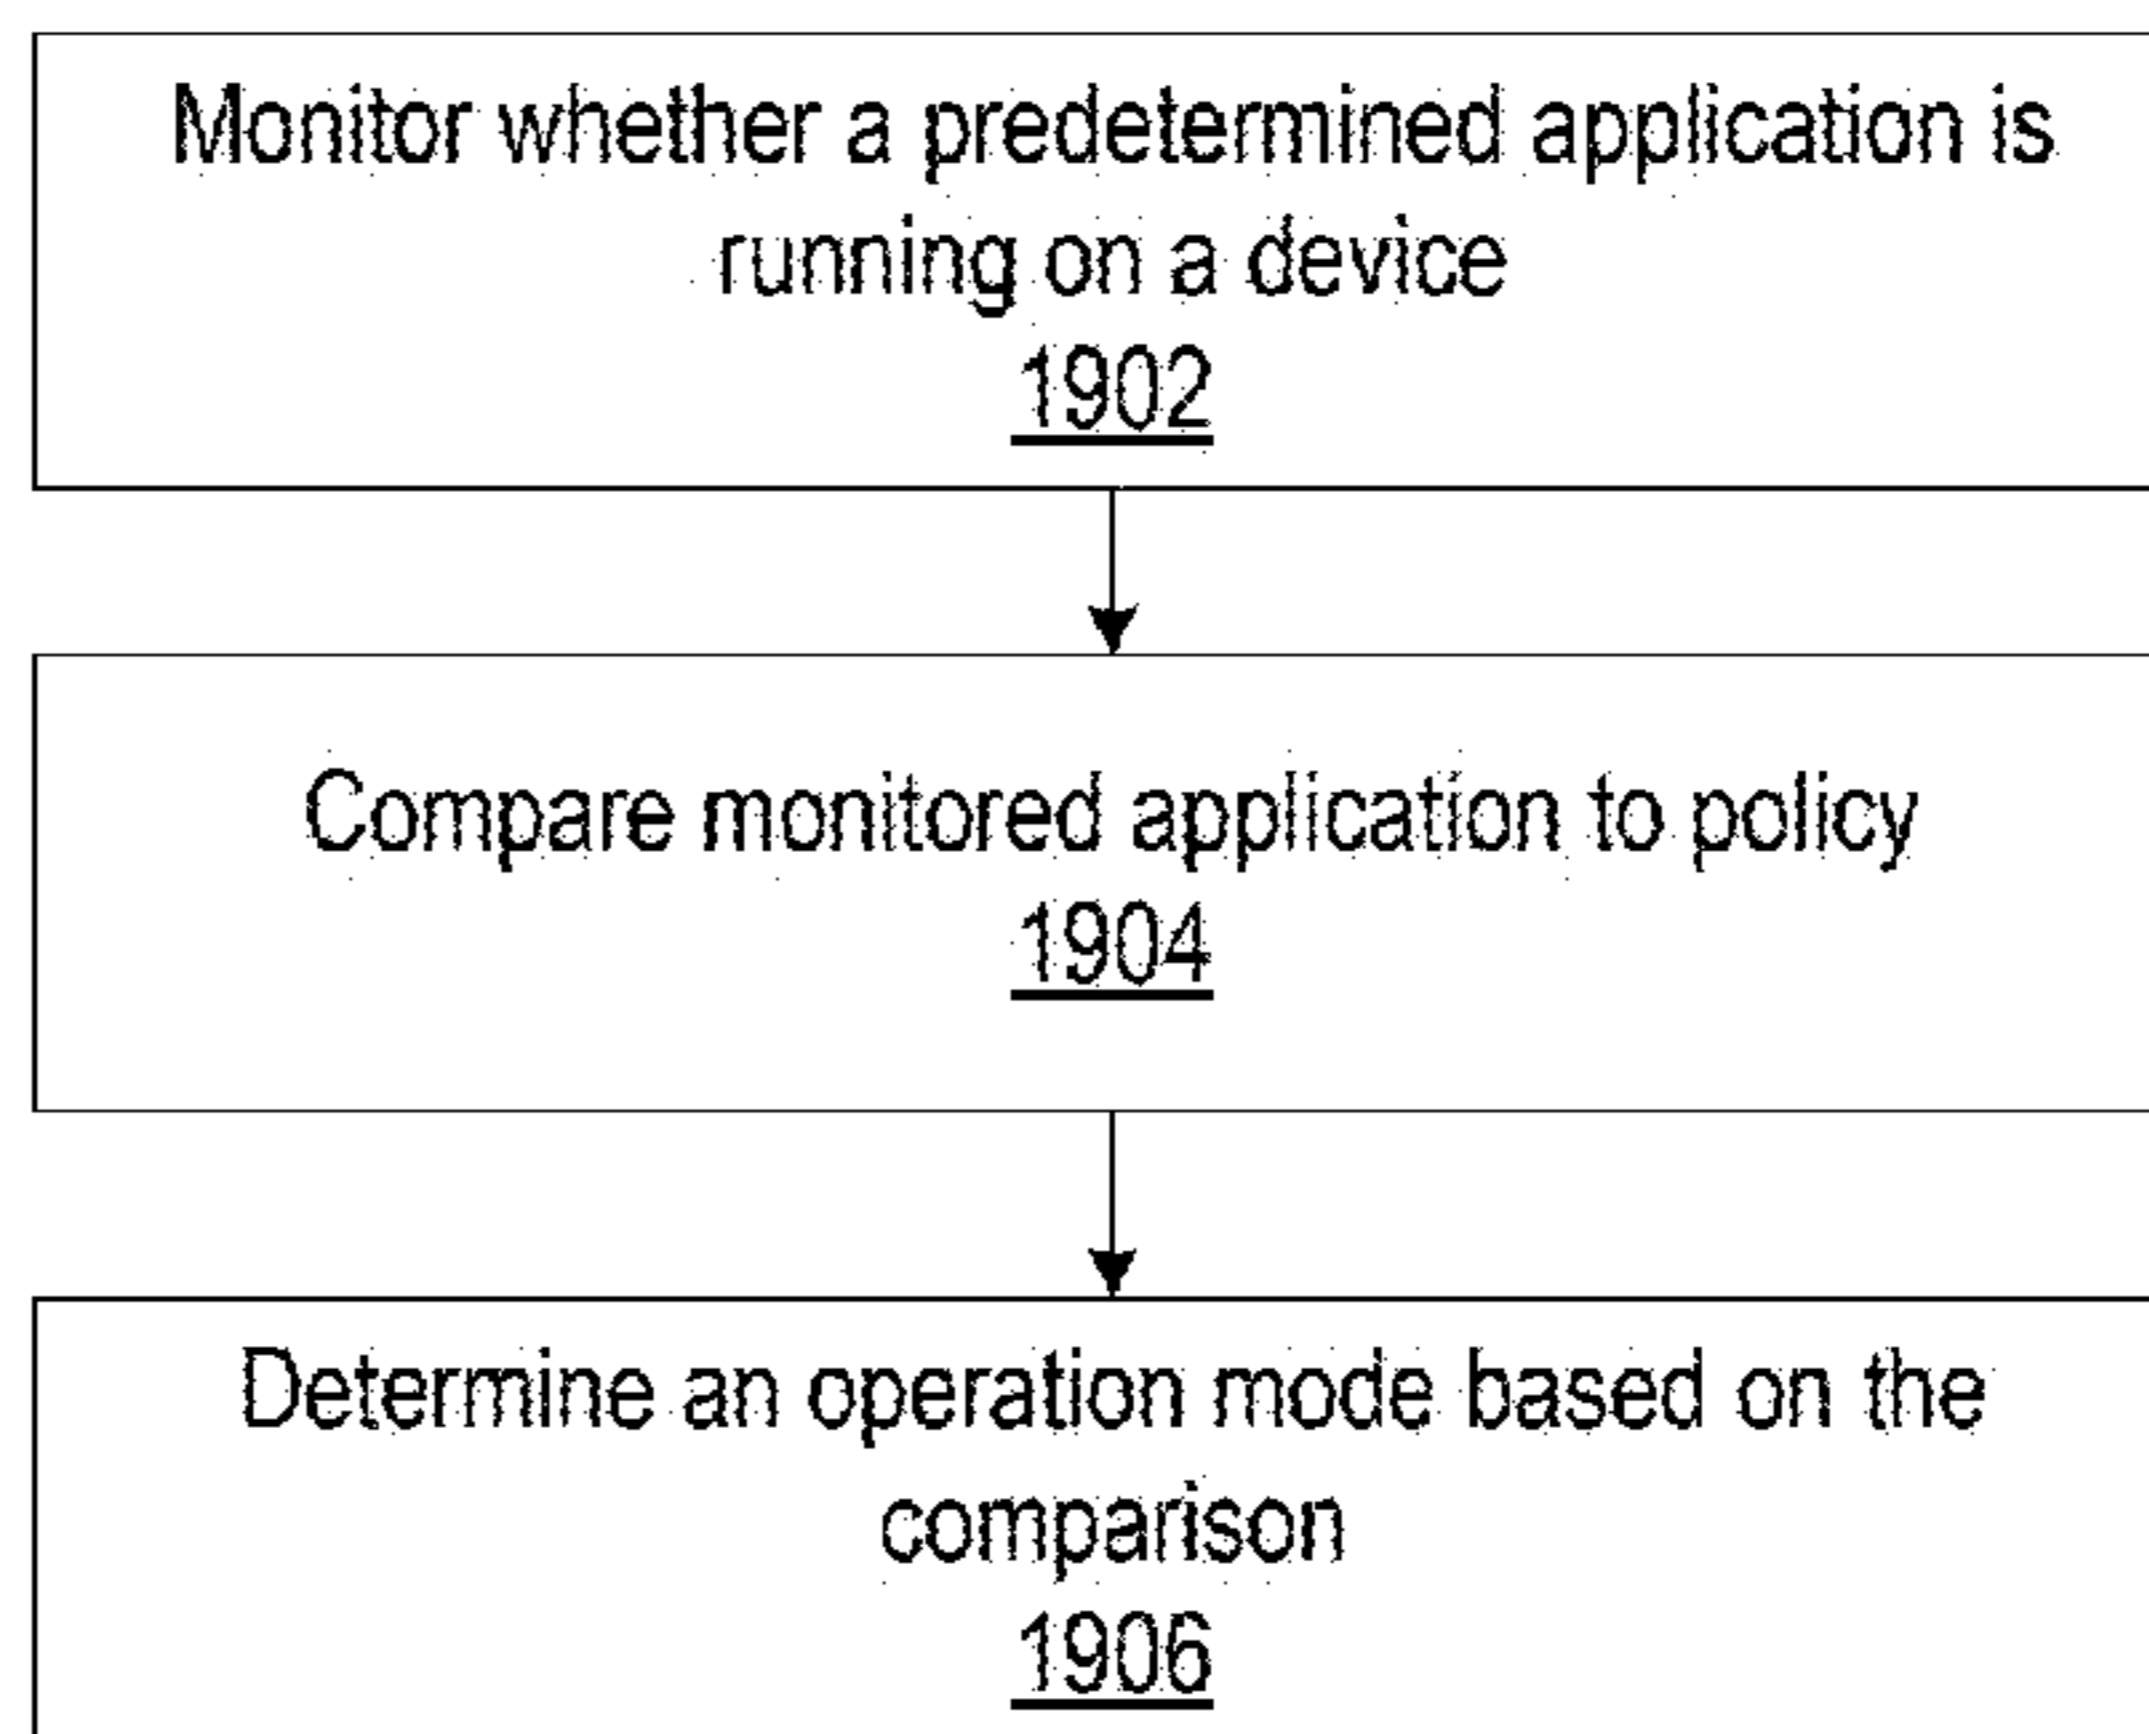 Monitor whether a predetermined application is
running on a device
1902
Compare monitored application to policy
1904
Determine an operation mode based on the
comparison
1906